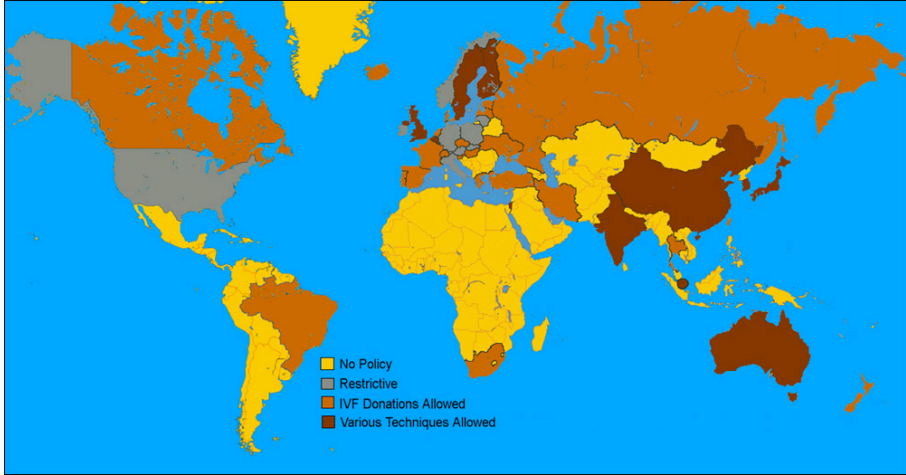 No Policy
Restrictive
IVF Donations Allowed
Various Techniques Allowed